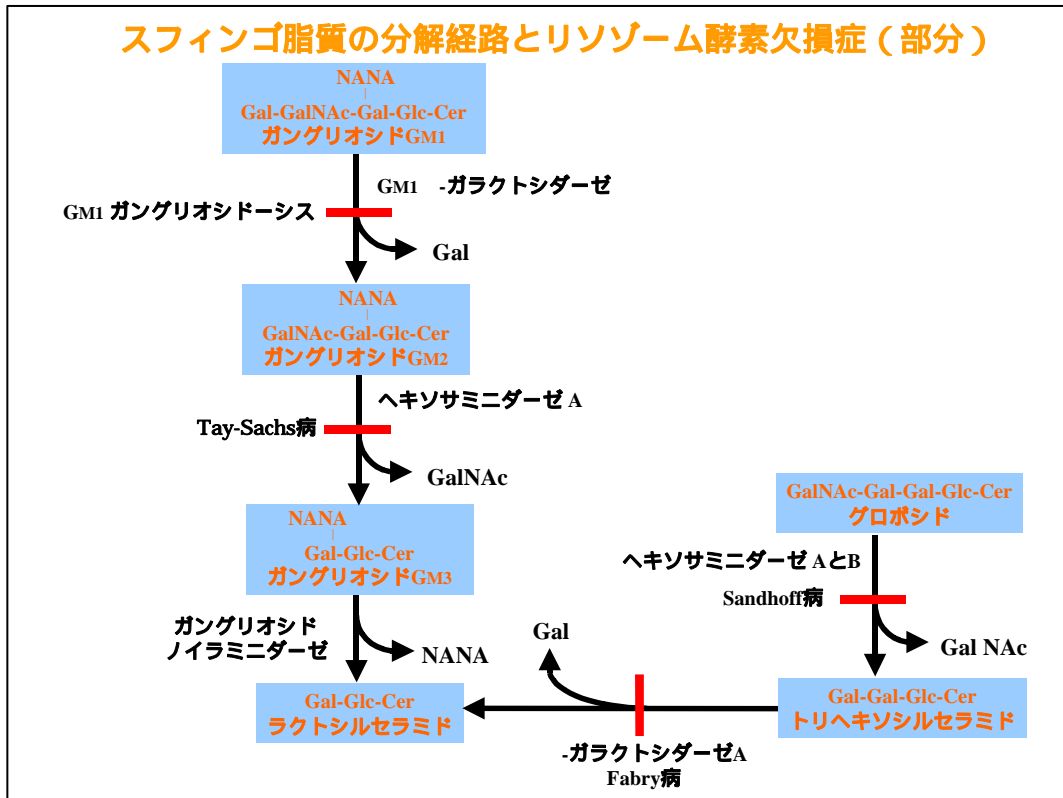 スフィンゴ脂質の分解経路とリソゾーム酵素欠損症（部分）
NANA
Gal-GalNAc-Gal-Glc-Cer
ガングリオシドGM1
GM1 -ガラクトシダーゼ
GM1 ガングリオシドーシス
Gal
NANA
GalNAc-Gal-Glc-Cer
ガングリオシドGM2
ヘキソサミニダーゼ A
Tay-Sachs病
GalNAc
NANA
Gal-Glc-Cer
ガングリオシドGM3
ガングリオシド
ノイラミニダーゼ
NANA
Gal-Glc-Cer
ラクトシルセラミド
GalNAc-Gal-Gal-Glc-Cer
グロボシド
ヘキソサミニダーゼ AとB
Sandhoff病
Gal NAc
Gal-Gal-Glc-Cer
トリヘキソシルセラミド
Gal
-ガラクトシダーゼA
Fabry病